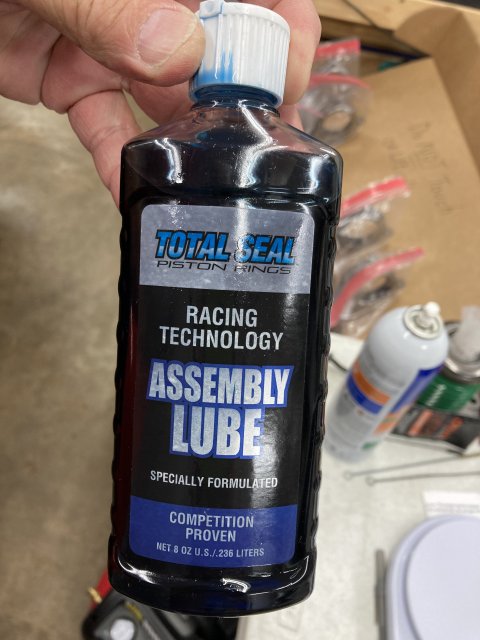 TOTAL SEAL
PISTON RINGS
RACING
TECHNOLOGY
ASSEMBLY
LUBE
SPECIALLY FORMULATED
COMPETITION
PROVEN
NET 8 OZ U.S./.236 LITERS